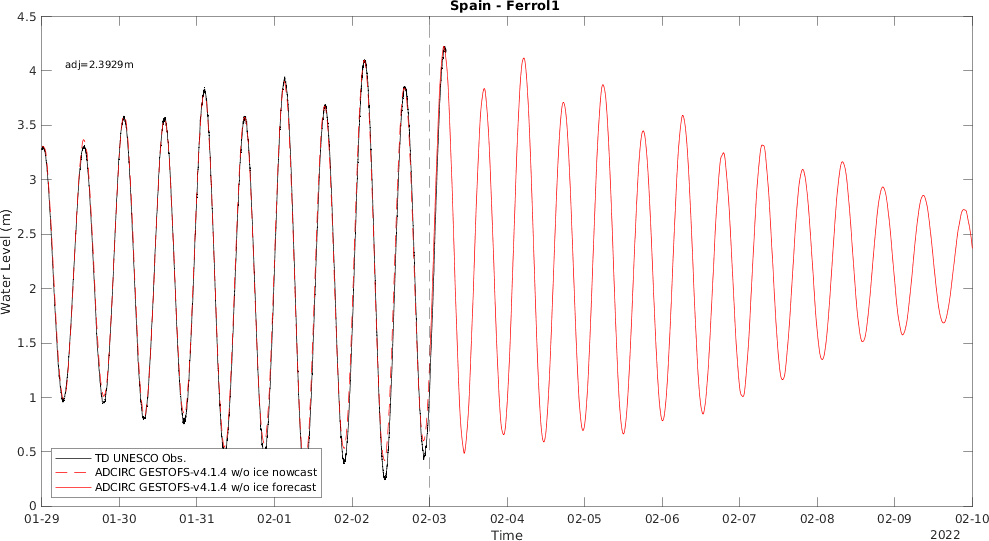 Spain - Ferrol1
adj=2.3929m
4.5
4
3.5
3
2.5
2
1.5
1
0.5
0
Water Level (m)
TD UNESCO Obs.
ADCIRC GESTOFS-v4.1.4 w/o ice nowcast
ADCIRC GESTOFS-v4.1.4 w/o ice forecast
01-29 01-30 01-31 02-01 02-02 02-03 02-04 02-05 02-06 02-07 02-08 02-09 02-10
Time
2022